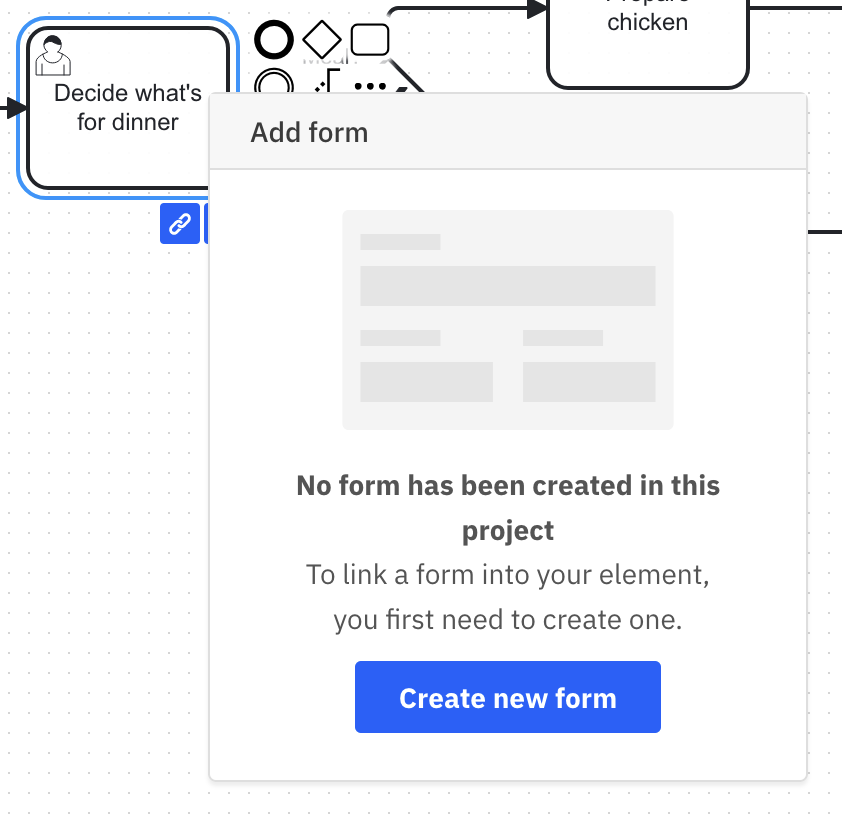 Prepare
chicken
Decide what's
for dinner
Add form
No form has been created in this
project
To link a form into your element,
you first need to create one.
Create new form